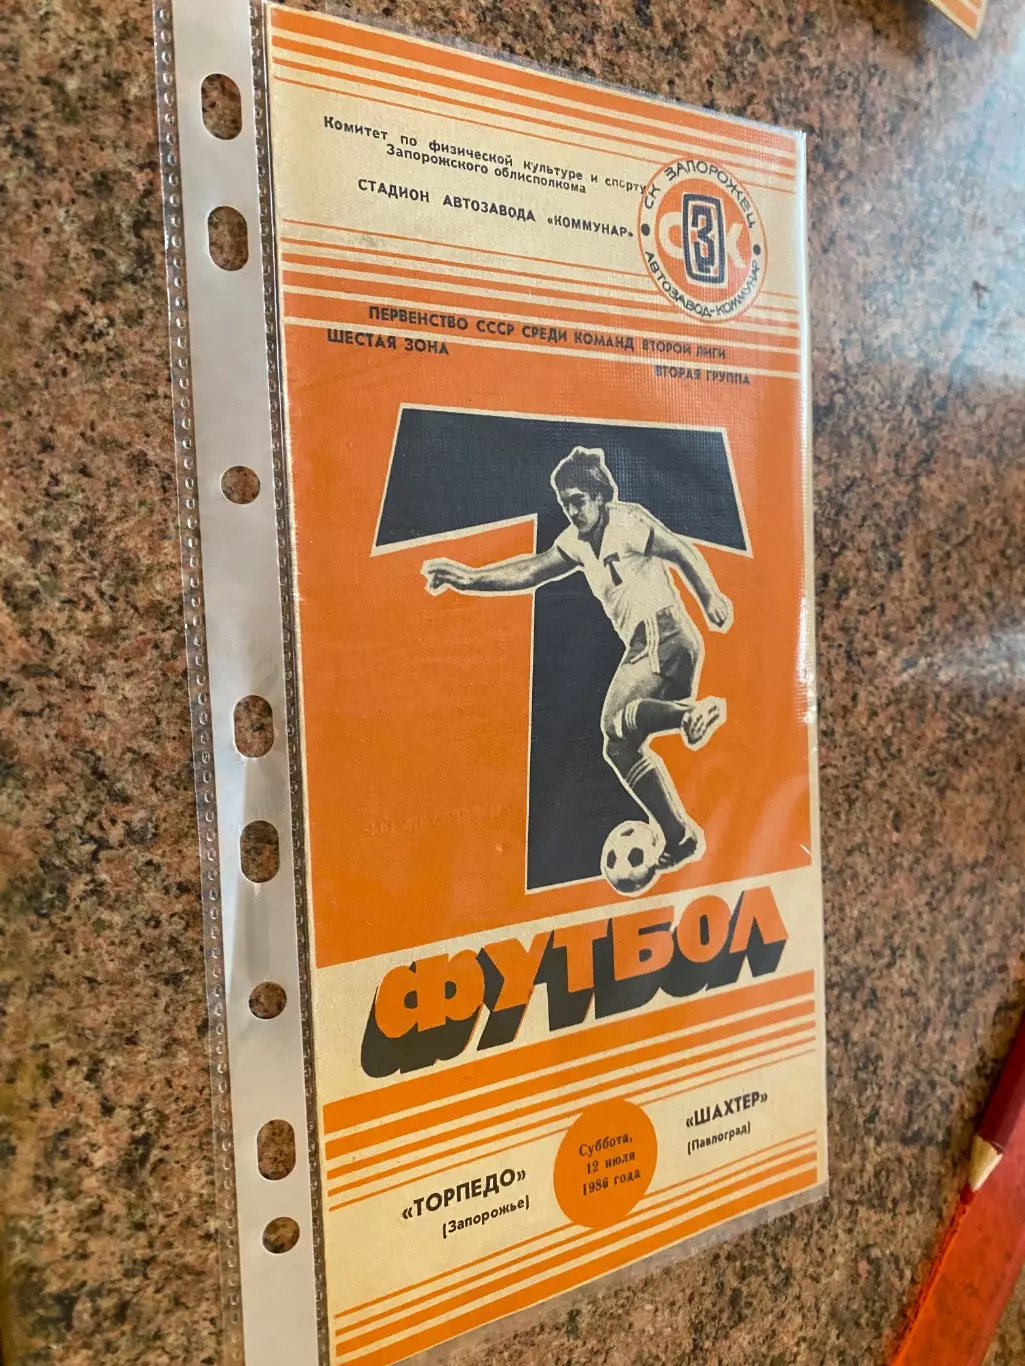 Комитет по физической культуре и спорту
Запорожского облисполкома
СТАДИОН АВТОЗАВОДА «КОММУНАР»
СК ЗАПОРОЖЕЦ
АВТОЗАВОД-КОММУНАР
ПЕРВЕНСТВО СССР СРЕДИ КОМАНД ВТОРОЙ ЛИГИ
ШЕСТАЯ ЗОНА
ВТОРАЯ ГРУППА
Т
ФУТБОЛ
«ТОРПЕДО»
(Запорожье)
Суббота,
12 июля
1986 года
«ШАХТЕР»
(Павлоград)